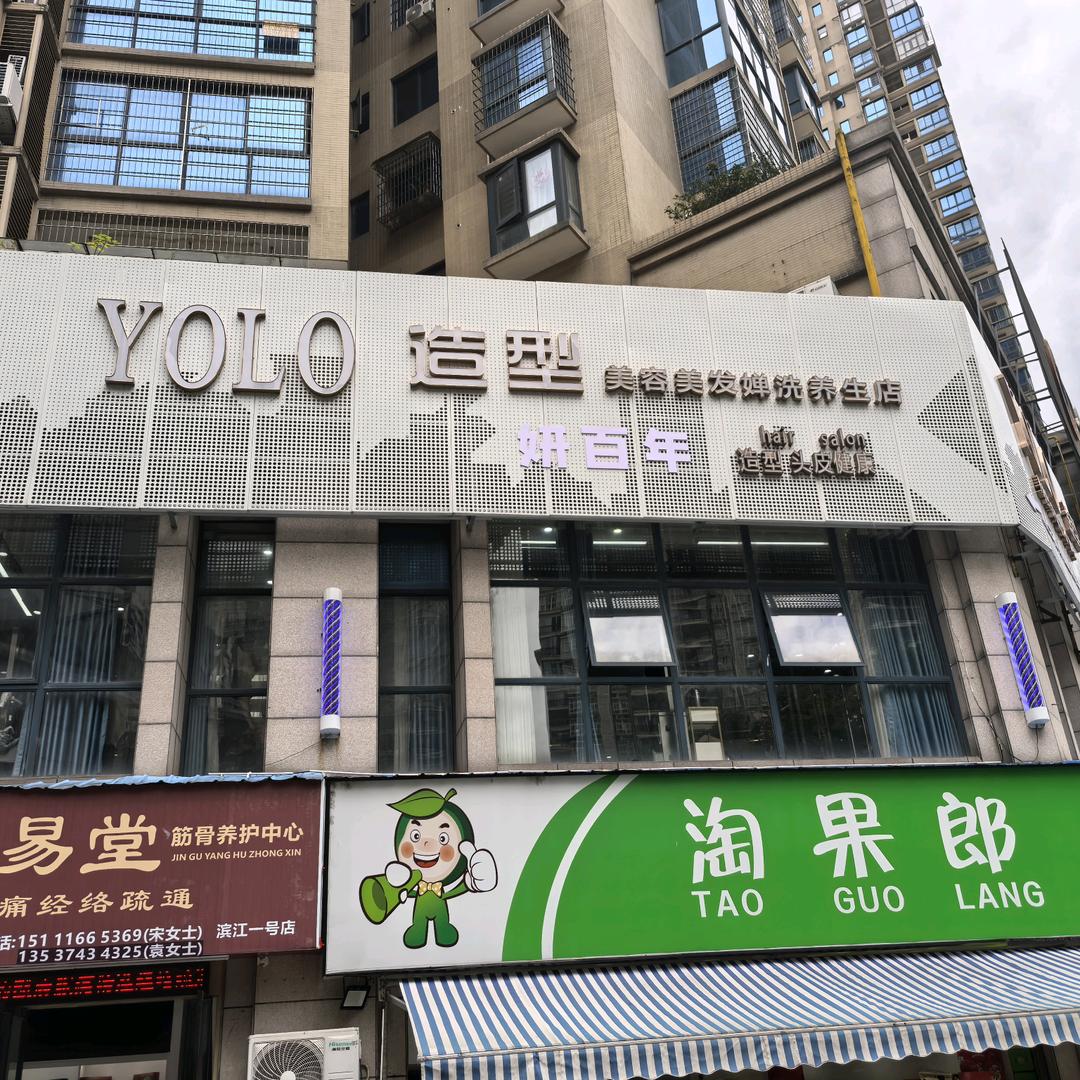 YOLO 造型 美容美发婵洗养生店
妍百年
hair salon
造型 头皮健康
易堂 筋骨养护中心
JIN GU YANG HU ZHONG XIN
痛经络疏通
话:151 1166 5369(宋女士) 滨江一号店
135 3743 4325(袁女士)
淘果郎
TAO GUO LANG
Hisense